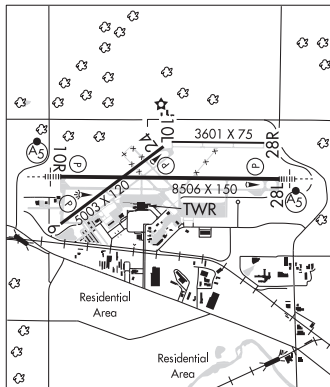 10L
3601 X 75
28R
24
A5
10R
P
P
P
8506 X 150
28L
P
A5
5003 X 120
TWR
6
Residential
Area
Residential
Area